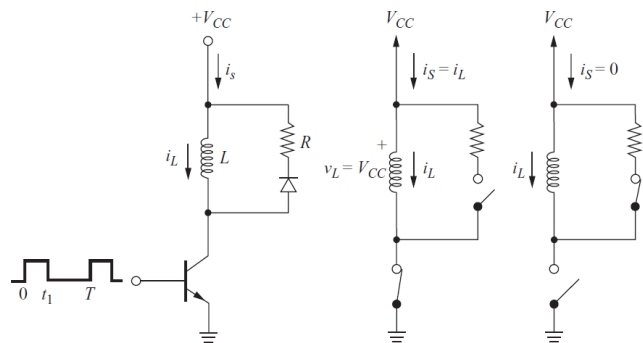 +V_CC
i_s
i_L
L
R
0 t_1 T
V_CC
i_S = i_L
+
v_L = V_CC
i_L
V_CC
i_S = 0
i_L